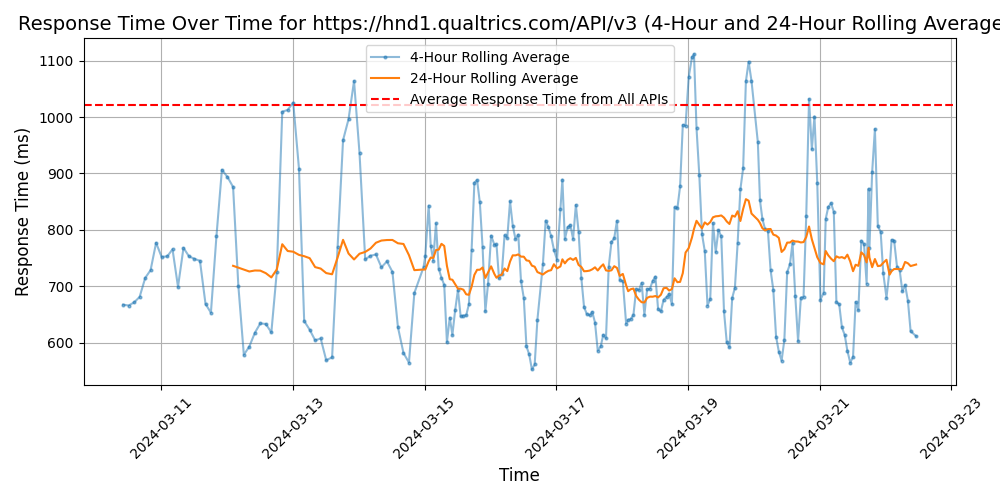 Response Time Over Time for https://hnd1.qualtrics.com/API/v3 (4-Hour and 24-Hour Rolling Average
4-Hour Rolling Average
24-Hour Rolling Average
Average Response Time from All APIs
Response Time (ms)
1100
1000
900
800
700
600
2024-03-11
2024-03-13
2024-03-15
2024-03-17
2024-03-19
2024-03-21
2024-03-23
Time